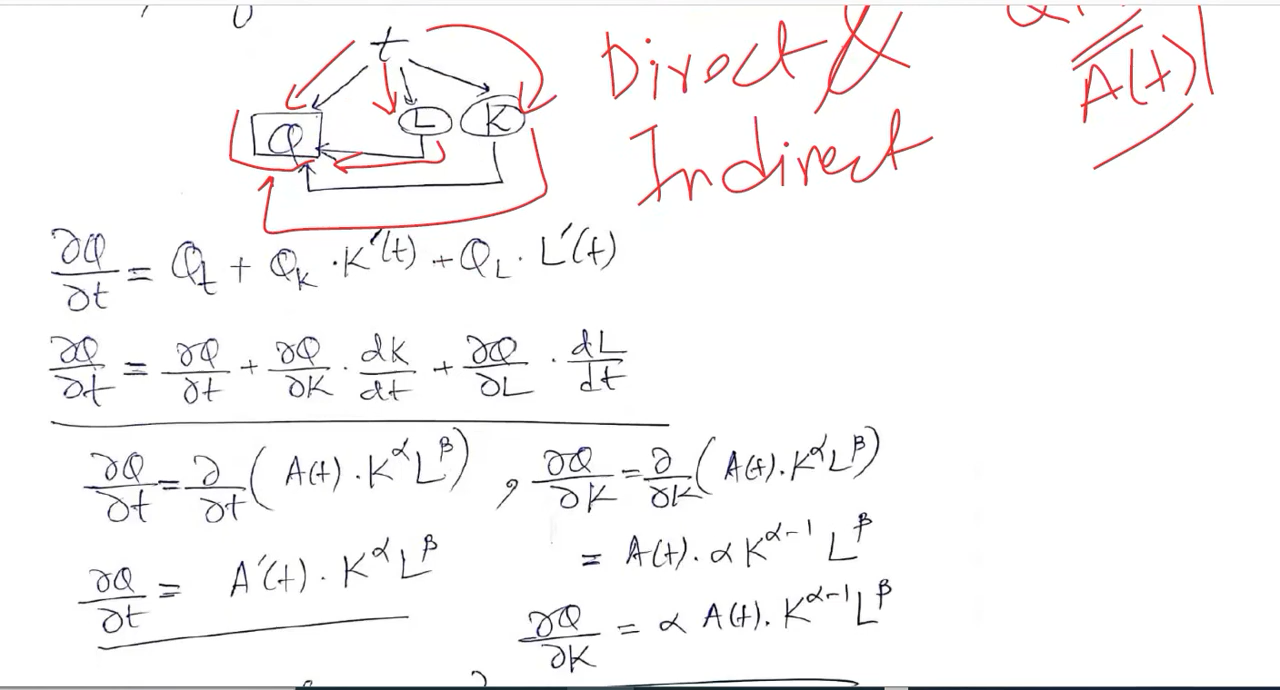 t
Q L K
Direct &
Indirect
A(t)
∂Q/∂t = Q_t + Q_K · K′(t) + Q_L · L′(t)
∂Q/∂t = ∂Q/∂t + ∂Q/∂K · dK/dt + ∂Q/∂L · dL/dt
∂Q/∂t = ∂/∂t (A(t) · K^α L^β) , ∂Q/∂K = ∂/∂K (A(t) · K^α L^β)
= A(t) · α K^(α-1) L^β
∂Q/∂t = A′(t) · K^α L^β
∂Q/∂K = α A(t) · K^(α-1) L^β